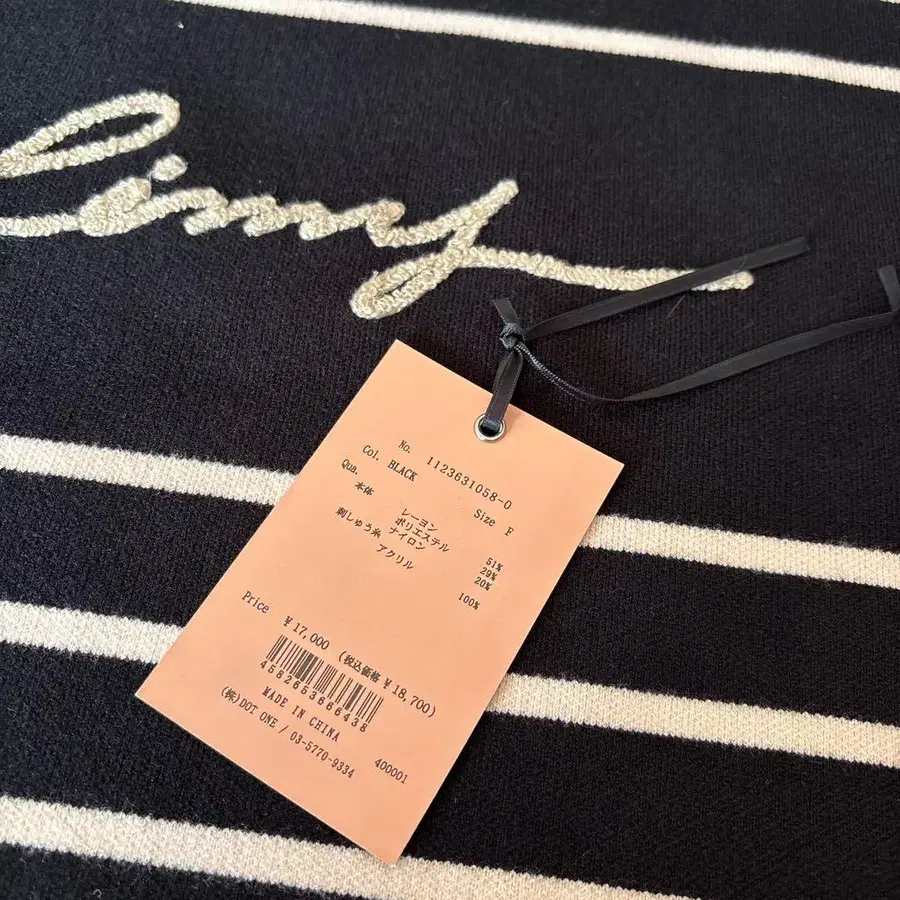 limy
No. 1123631058-0
Col. BLACK Size F
Qua.
本体 レーヨン 51%
ポリエステル 29%
ナイロン 20%
刺しゅう糸 アクリル 100%
Price ¥17,000 (税込価格 ¥18,700)
4582653666438
MADE IN CHINA
(株)DOT ONE / 03-5770-9334 400001